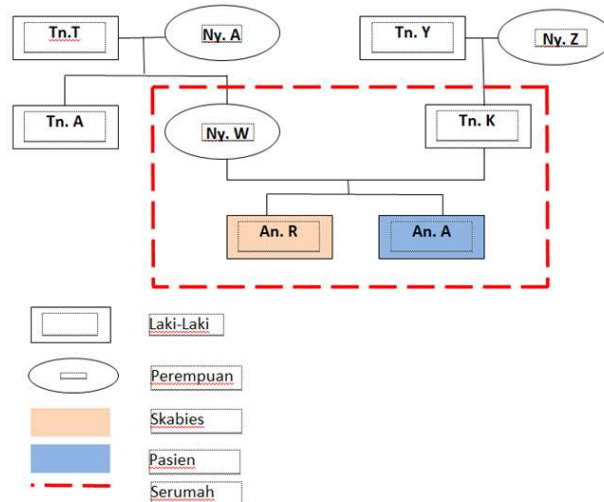 Tn.T
Ny. A
Tn. Y
Ny. Z
Tn. A
Ny. W
Tn. K
An. R
An. A
Laki-Laki
Perempuan
Skabies
Pasien
Serumah